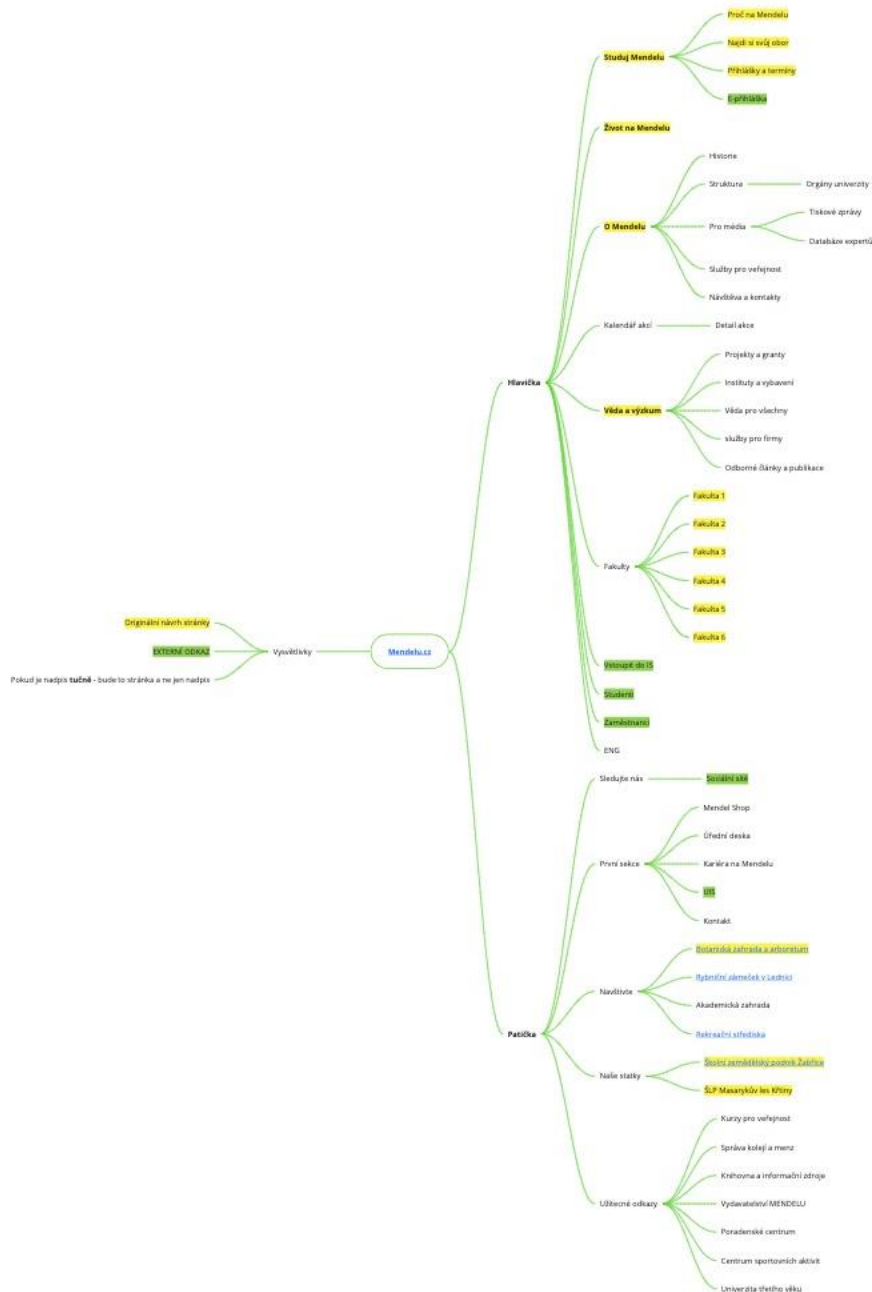 Proč na Mendelu
Najdi si svůj obor
Studuj Mendelu
Přihlášky a termíny
E-přihláška
Život na Mendelu
Historie
Struktura
Orgány univerzity
Tiskové zprávy
O Mendelu
Pro média
Databáze expertů
Služby pro veřejnost
Návštěva a kontakty
Kalendář akcí
Detail akce
Projekty a granty
Hlavička
Instituty a vybavení
Věda a výzkum
Věda pro všechny
služby pro firmy
Odborné články a publikace
Fakulta 1
Fakulta 2
Fakulta 3
Fakulty
Fakulta 4
Fakulta 5
Fakulta 6
Originální návrh stránky
EXTERNÍ ODKAZ
Vysvětlivky
Mendelu.cz
Pokud je nadpis tučně - bude to stránka a ne jen nadpis
Vstoupit do IS
Studenti
Zaměstnanci
ENG
Sledujte nás
Sociální sítě
Mendel Shop
Úřední deska
První sekce
Kariéra na Mendelu
UIS
Kontakt
Botanická zahrada a arboretum
Rybniční zámeček v Lednici
Navštivte
Akademická zahrada
Rekreační střediska
Patička
Školní zemědělský podnik Žabčice
Naše statky
ŠLP Masarykův les Křtiny
Kurzy pro veřejnost
Správa kolejí a menz
Knihovna a informační zdroje
Užitecné odkazy
Vydavatelství MENDELU
Poradenské centrum
Centrum sportovních aktivit
Univerzita třetího věku